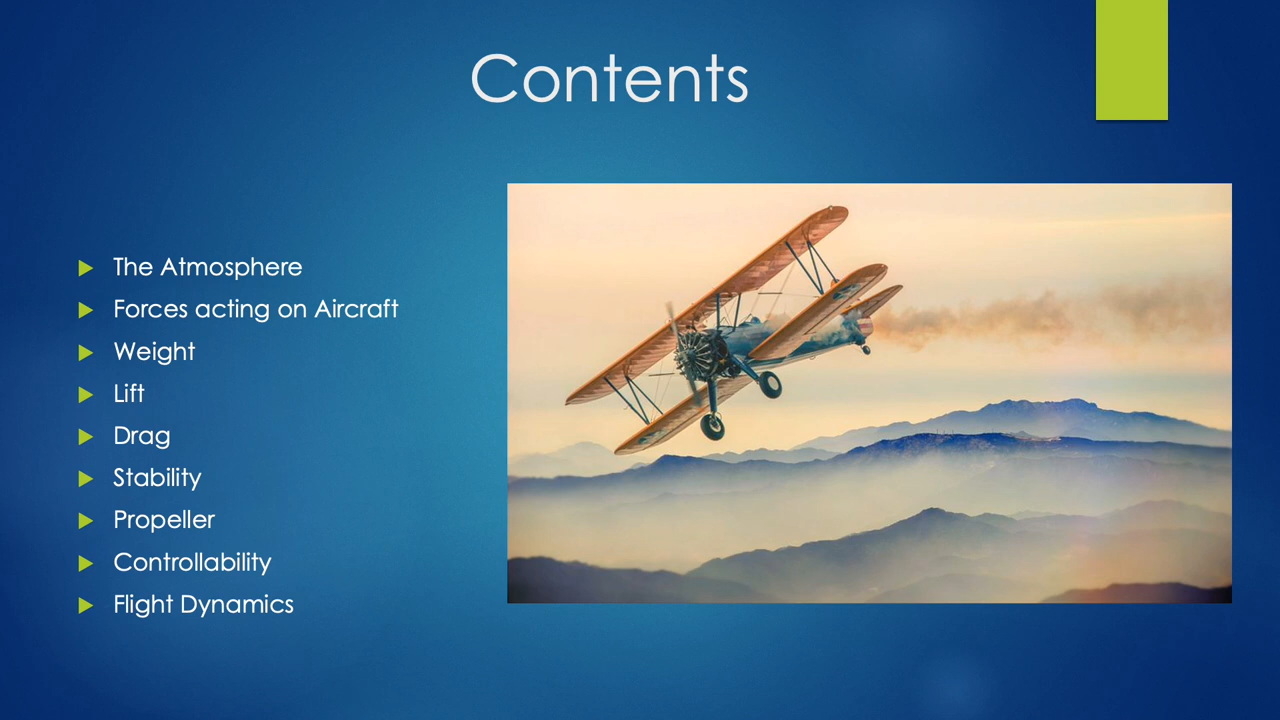 Contents
The Atmosphere
Forces acting on Aircraft
Weight
Lift
Drag
Stability
Propeller
Controllability
Flight Dynamics